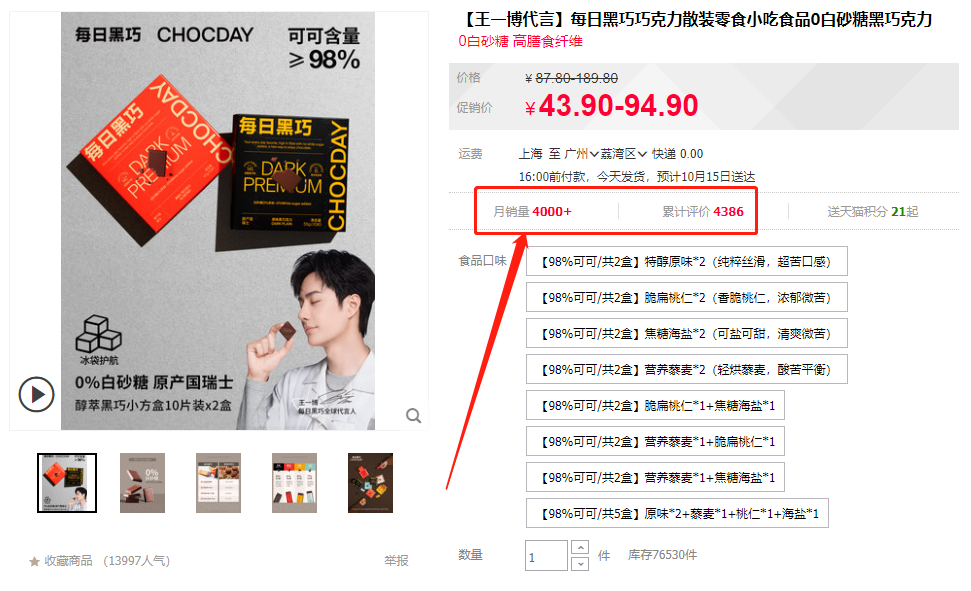 每日黑巧 CHOCDAY
可可含量
≥98%
每日黑巧
DARK
PREMIUM
CHOCDAY
每日黑巧
DARK
PREMIUM
CHOCDAY
冰袋护航
0%白砂糖 原产国瑞士
醇萃黑巧小方盒10片装x2盒
王一博
每日黑巧全球代言人
收藏商品 （13997人气）
举报
【王一博代言】每日黑巧巧克力散装零食小吃食品0白砂糖黑巧克力
0白砂糖 高膳食纤维
价格 ¥87.80-189.80
促销价 ¥43.90-94.90
运费 上海 至 广州 荔湾区 快递 0.00
16:00前付款，今天发货，预计10月15日送达
月销量 4000+ 累计评价 4386 送天猫积分 21起
食品口味 【98%可可/共2盒】特醇原味*2（纯粹丝滑，超苦口感）
【98%可可/共2盒】脆扁桃仁*2（香脆桃仁，浓郁微苦）
【98%可可/共2盒】焦糖海盐*2（可盐可甜，清爽微苦）
【98%可可/共2盒】营养藜麦*2（轻烘藜麦，酸苦平衡）
【98%可可/共2盒】脆扁桃仁*1+焦糖海盐*1
【98%可可/共2盒】营养藜麦*1+脆扁桃仁*1
【98%可可/共2盒】营养藜麦*1+焦糖海盐*1
【98%可可/共5盒】原味*2+藜麦*1+桃仁*1+海盐*1
数量 1 件 库存76530件